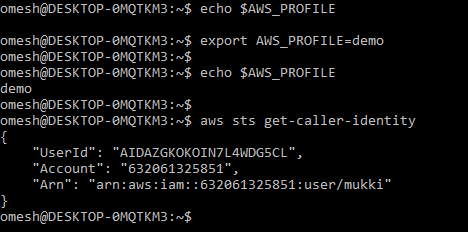 omesh@DESKTOP-0MQTKM3:~$ echo $AWS_PROFILE
omesh@DESKTOP-0MQTKM3:~$ export AWS_PROFILE=demo
omesh@DESKTOP-0MQTKM3:~$
omesh@DESKTOP-0MQTKM3:~$ echo $AWS_PROFILE
demo
omesh@DESKTOP-0MQTKM3:~$
omesh@DESKTOP-0MQTKM3:~$ aws sts get-caller-identity
{
    "UserId": "AIDAZGKOKOIN7L4WDG5CL",
    "Account": "632061325851",
    "Arn": "arn:aws:iam::632061325851:user/mukki"
}
omesh@DESKTOP-0MQTKM3:~$